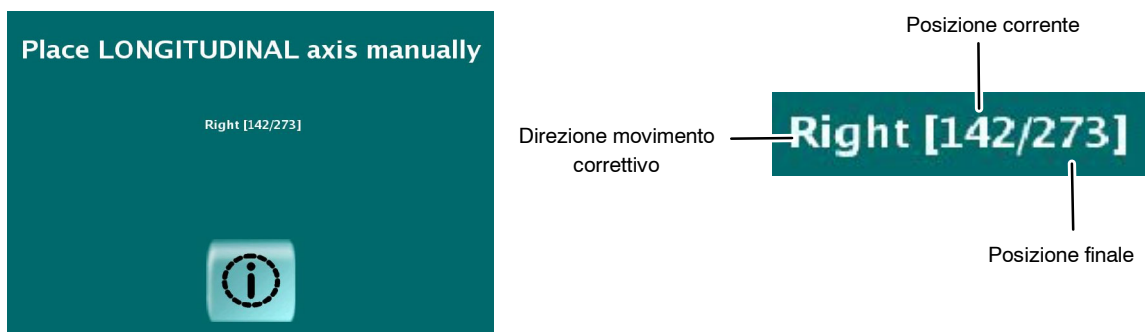 Place LONGITUDINAL axis manually
Right [142/273]
Posizione corrente
Direzione movimento
correttivo
Right [142/273]
Posizione finale